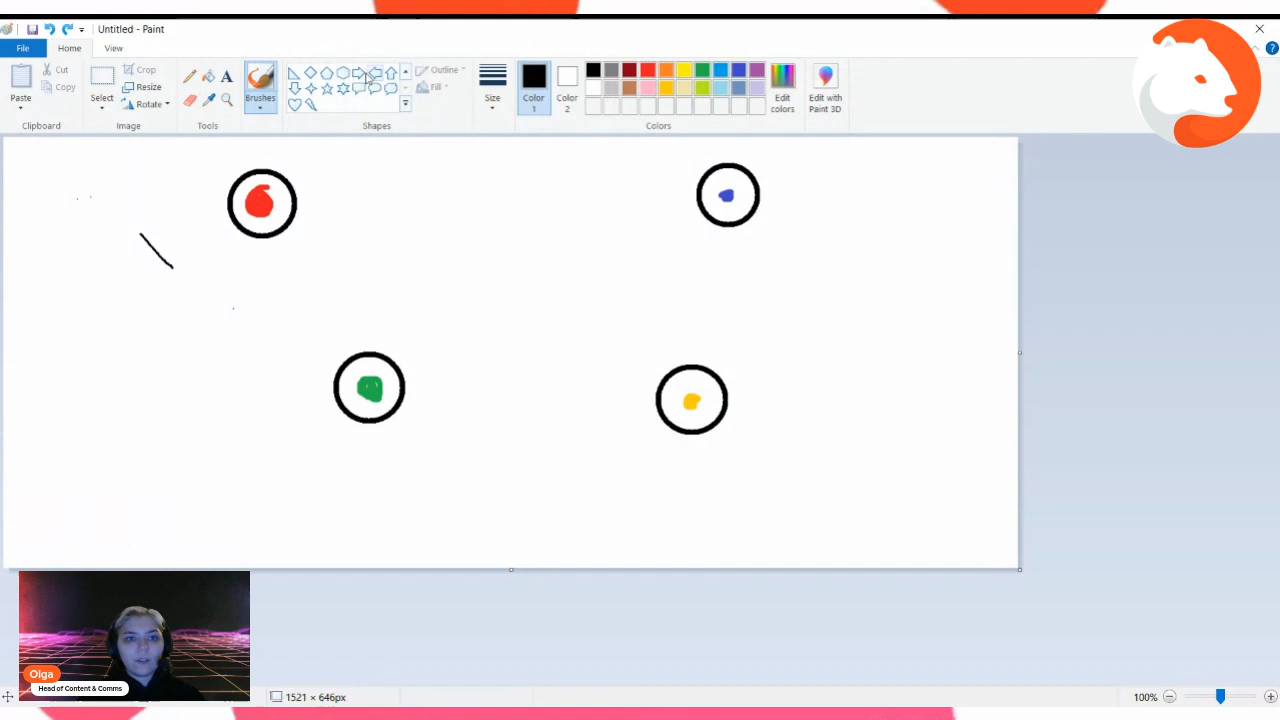 Untitled - Paint
File Home View
Cut
Copy
Paste
Clipboard
Crop
Resize
Rotate
Select
Image
A
Tools
Brushes
Outline
Fill
Shapes
Size
Color 1
Color 2
Edit colors
Edit with Paint 3D
Colors
Olga
Head of Content & Comms
1521 × 646px
100%